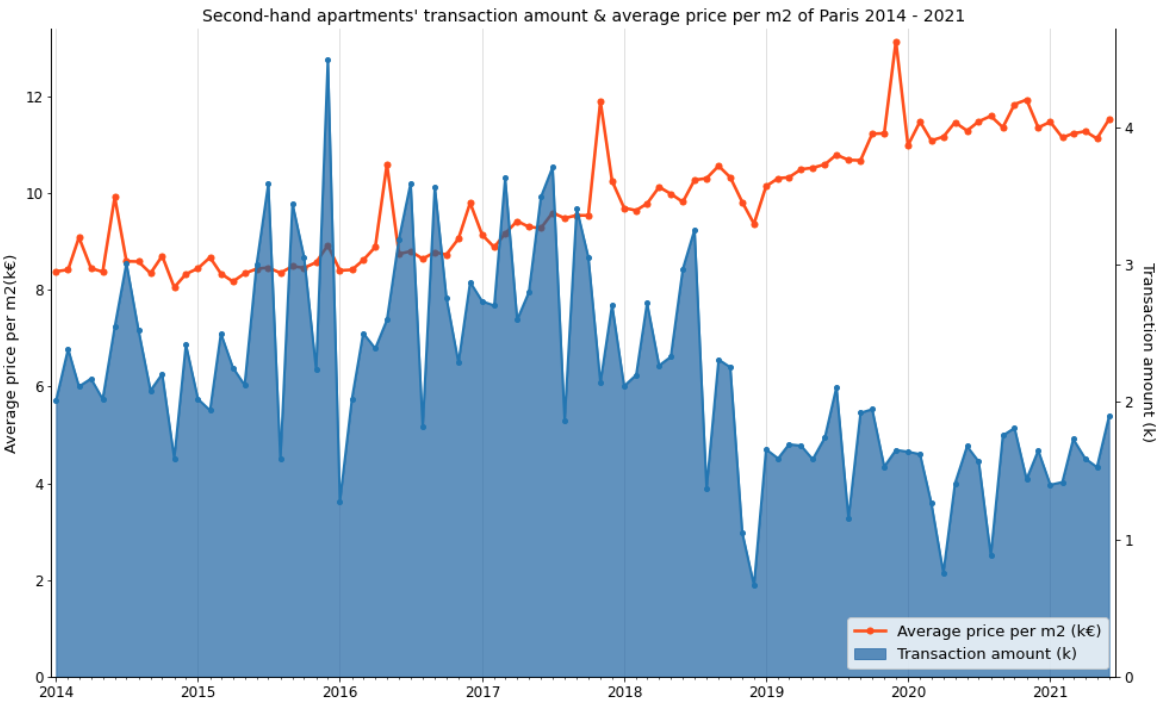 Second-hand apartments' transaction amount & average price per m2 of Paris 2014 - 2021
Average price per m2(k€)
12
10
8
6
4
2
0
4
3
2
1
0
Transaction amount (k)
Average price per m2 (k€)
Transaction amount (k)
2014 2015 2016 2017 2018 2019 2020 2021